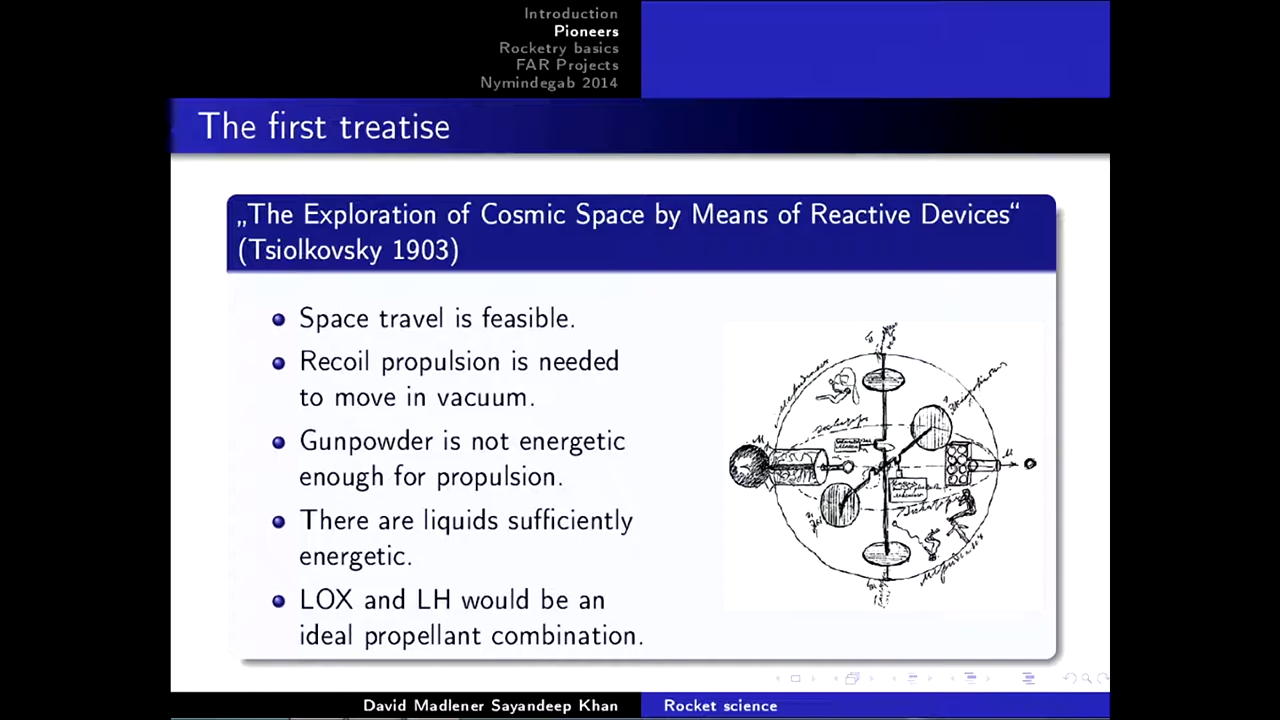 Introduction
Pioneers
Rocketry basics
FAR Projects
Nymindegab 2014
The first treatise
„The Exploration of Cosmic Space by Means of Reactive Devices“
(Tsiolkovsky 1903)
Space travel is feasible.
Recoil propulsion is needed
to move in vacuum.
Gunpowder is not energetic
enough for propulsion.
There are liquids sufficiently
energetic.
LOX and LH would be an
ideal propellant combination.
David Madlener Sayandeep Khan
Rocket science